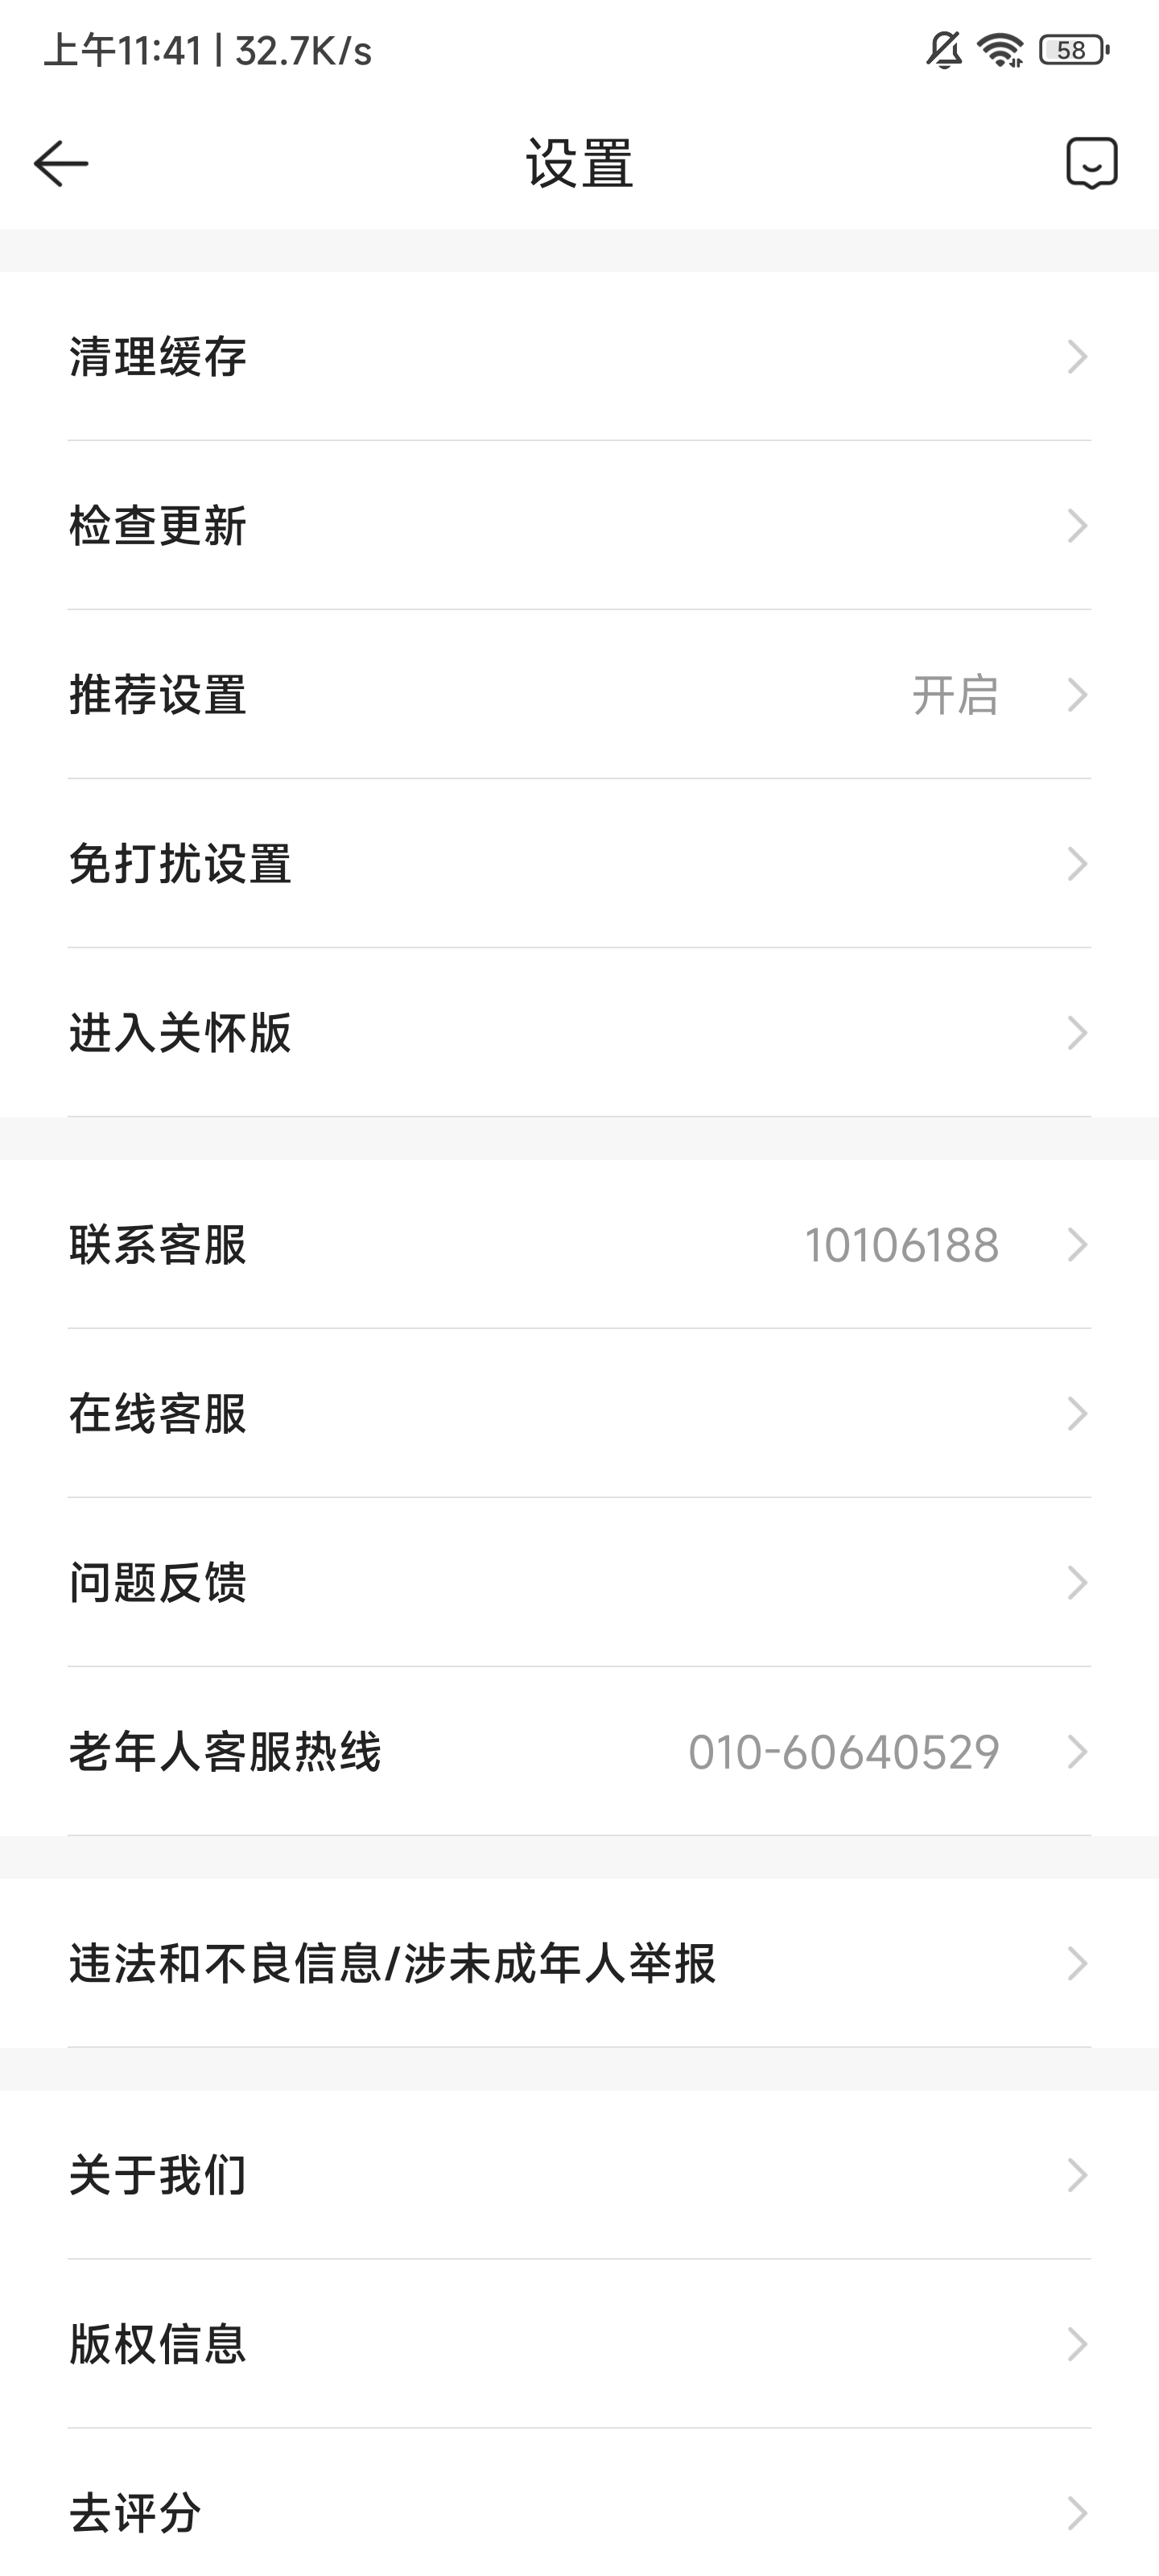 上午11:41 | 32.7K/s
58
设置
清理缓存
检查更新
推荐设置 开启
免打扰设置
进入关怀版
联系客服 10106188
在线客服
问题反馈
老年人客服热线 010-60640529
违法和不良信息/涉未成年人举报
关于我们
版权信息
去评分